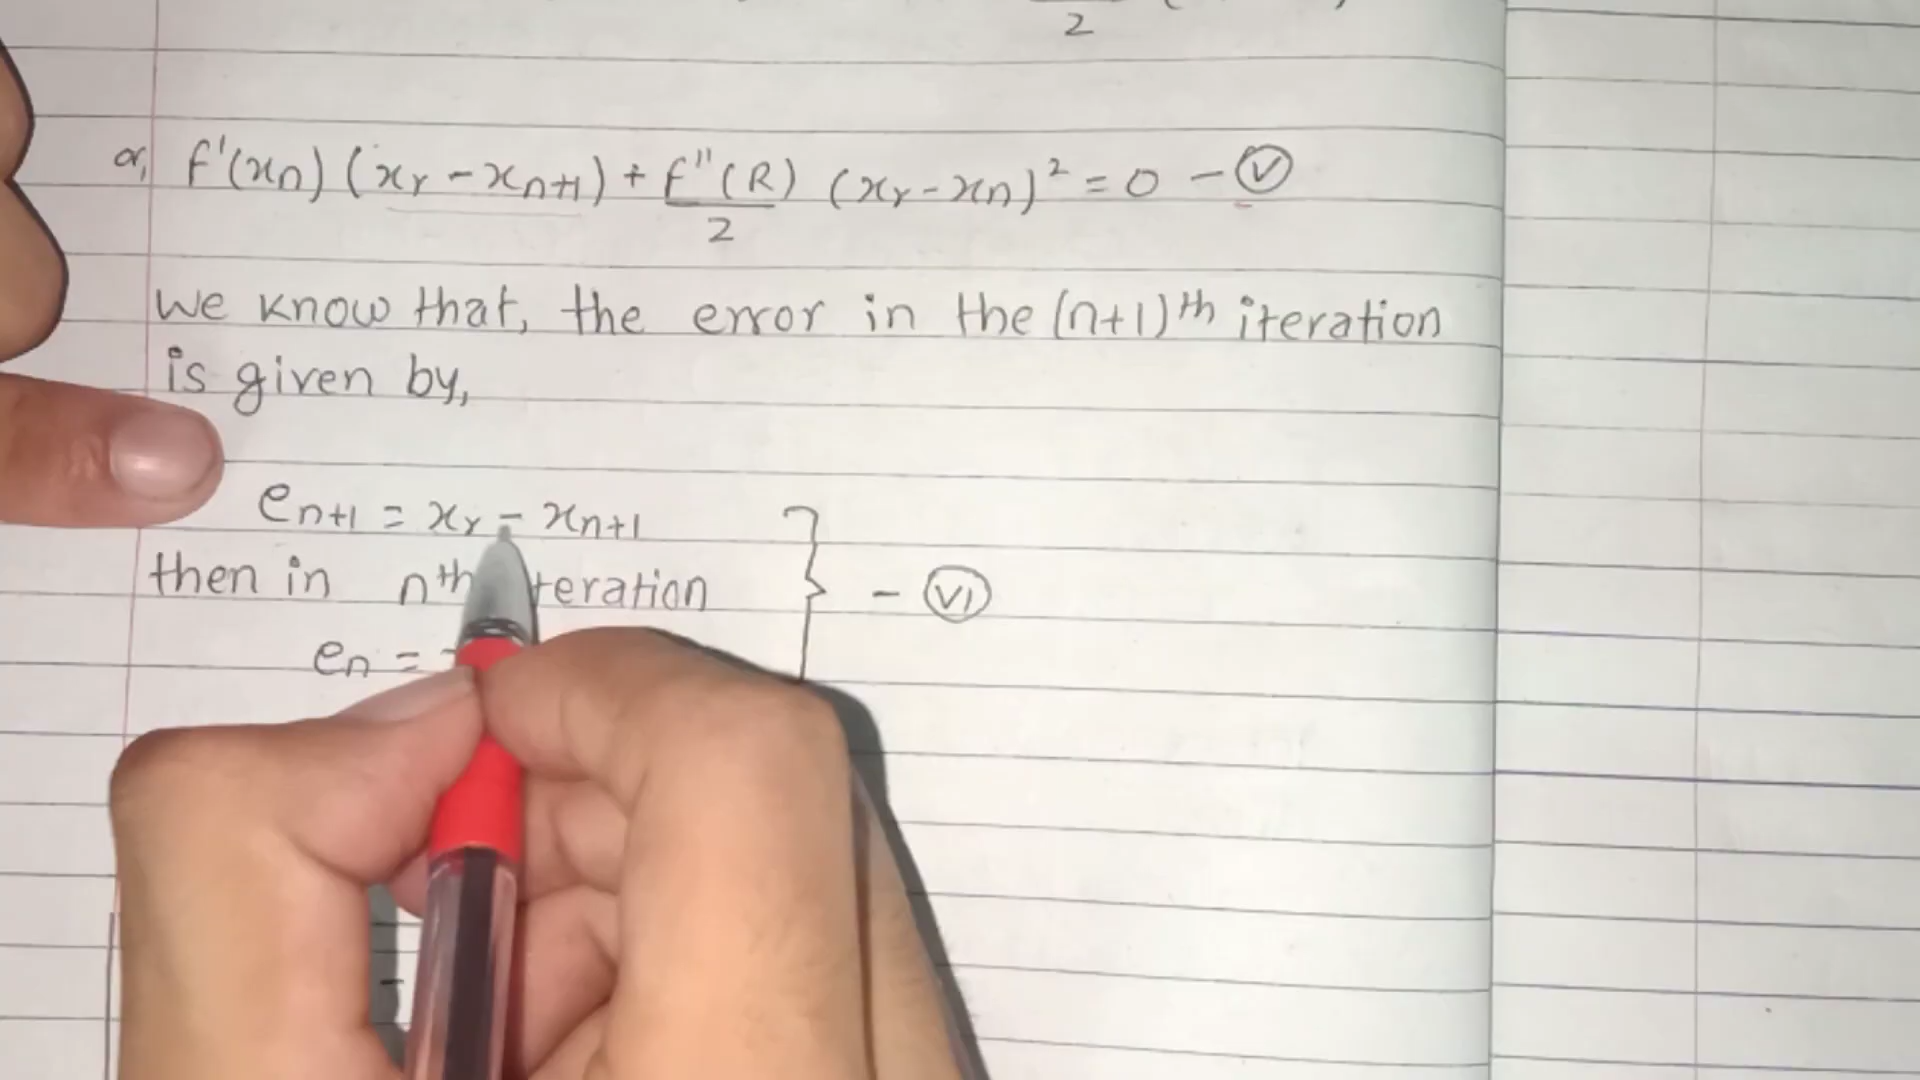 2
or, f'(xn) (xr - xn+1) + f''(R)/2 (xr - xn)² = 0 - Ⓥ
We know that, the error in the (n+1)th iteration
is given by,
en+1 = xr - xn+1
then in nth iteration - (VI)
en =